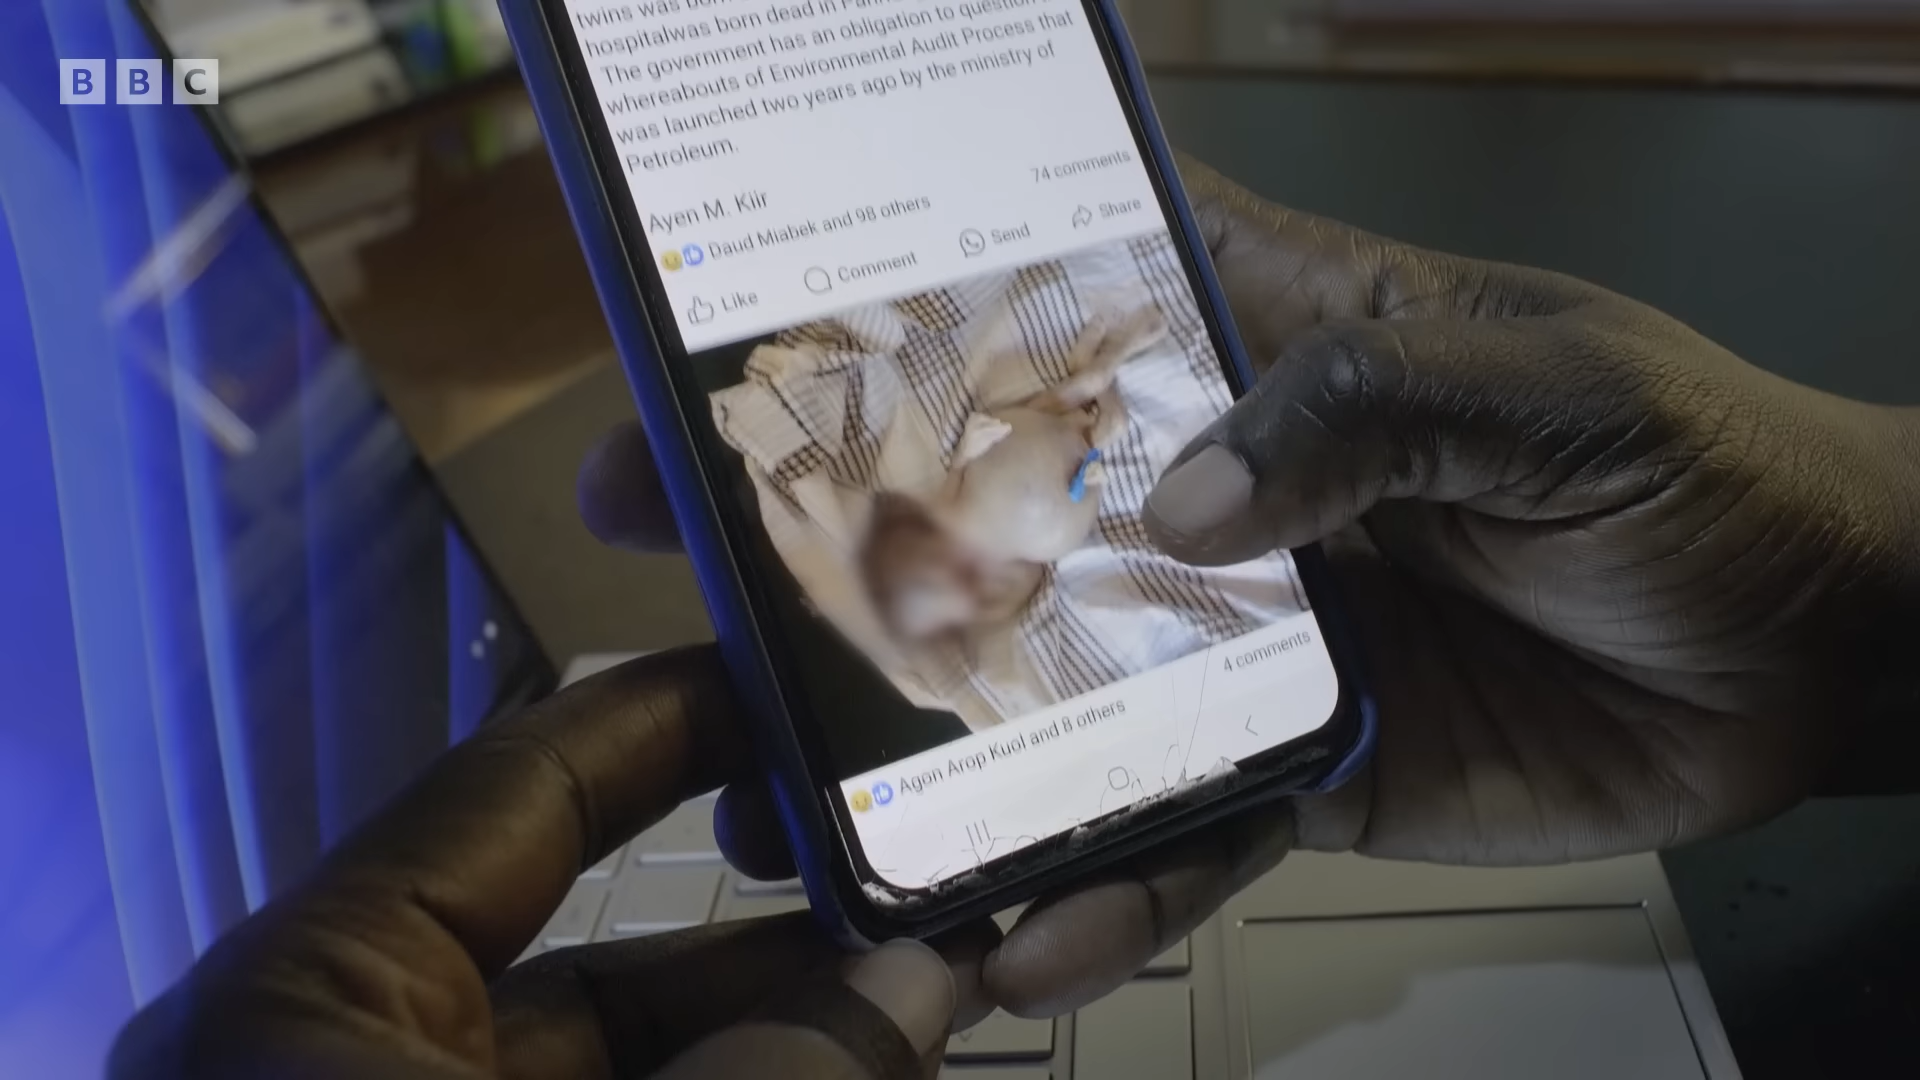 BBC
twins was
hospitalwas born dead in
The government has an obligation to question
whereabouts of Environmental Audit Process that
was launched two years ago by the ministry of
Petroleum.
Ayen M. Kiir
74 comments
Daud Mlabek and 98 others
Like
Comment
Send
Share
4 comments
Agon Arop Kuol and 8 others